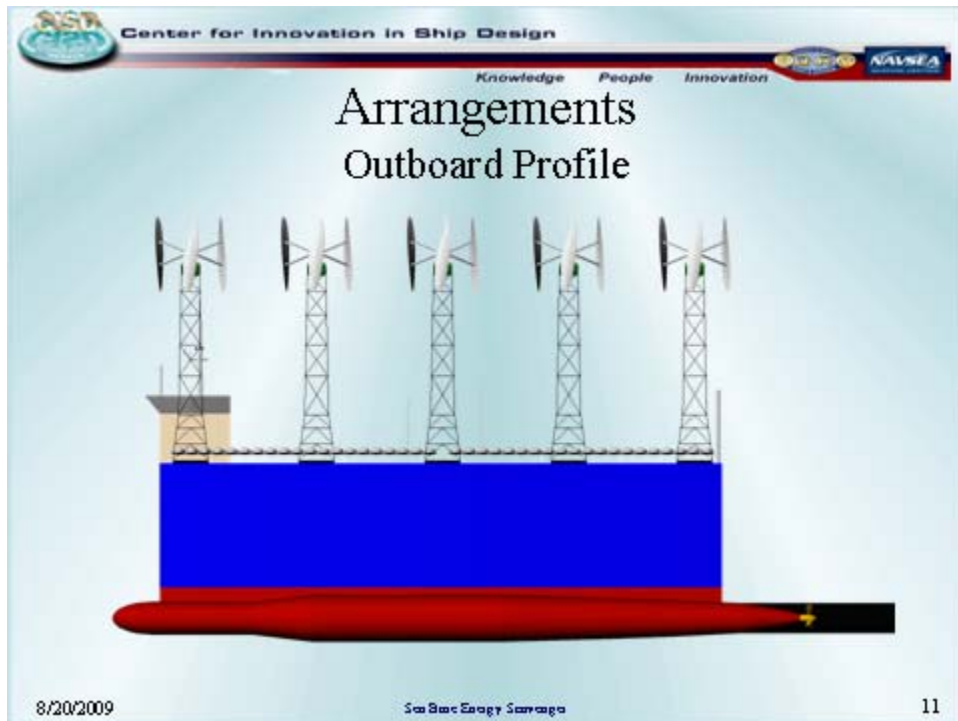 Center for Innovation in Ship Design
NAVSEA
Knowledge People Innovation
Arrangements
Outboard Profile
8/20/2009
11